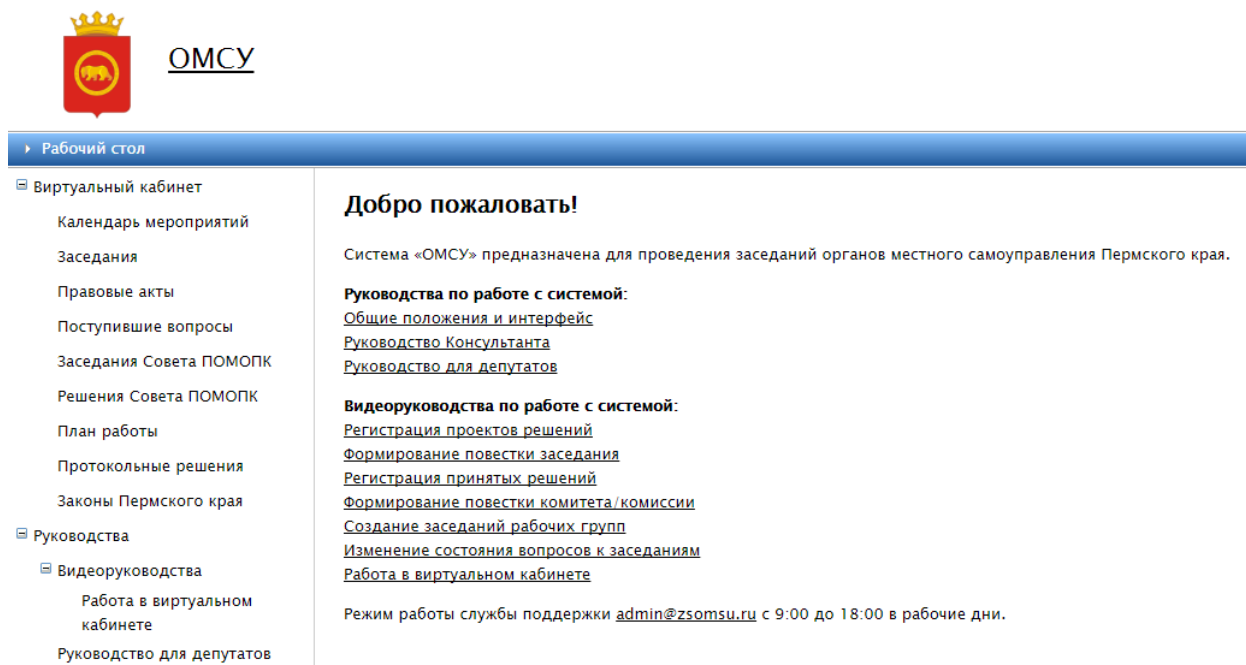 ОМСУ
Рабочий стол
Виртуальный кабинет
Календарь мероприятий
Заседания
Правовые акты
Поступившие вопросы
Заседания Совета ПОМОПК
Решения Совета ПОМОПК
План работы
Протокольные решения
Законы Пермского края
Руководства
Видеоруководства
Работа в виртуальном
кабинете
Руководство для депутатов
Добро пожаловать!
Система «ОМСУ» предназначена для проведения заседаний органов местного самоуправления Пермского края.
Руководства по работе с системой:
Общие положения и интерфейс
Руководство Консультанта
Руководство для депутатов
Видеоруководства по работе с системой:
Регистрация проектов решений
Формирование повестки заседания
Регистрация принятых решений
Формирование повестки комитета/комиссии
Создание заседаний рабочих групп
Изменение состояния вопросов к заседаниям
Работа в виртуальном кабинете
Режим работы службы поддержки admin@zsomsu.ru с 9:00 до 18:00 в рабочие дни.